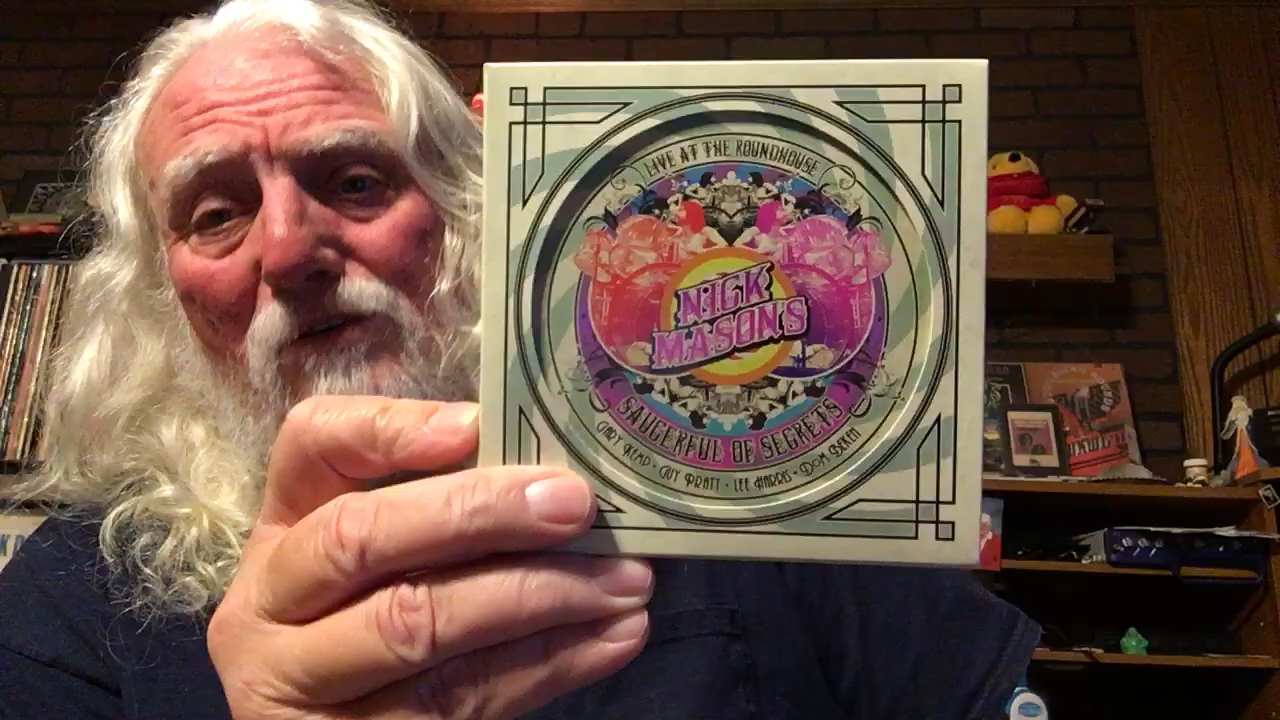 LIVE AT THE ROUNDHOUSE
NICK
MASON'S
SAUCERFUL OF SECRETS
GARY KEMP · GUY PRATT · LEE HARRIS · DOM BEKEN